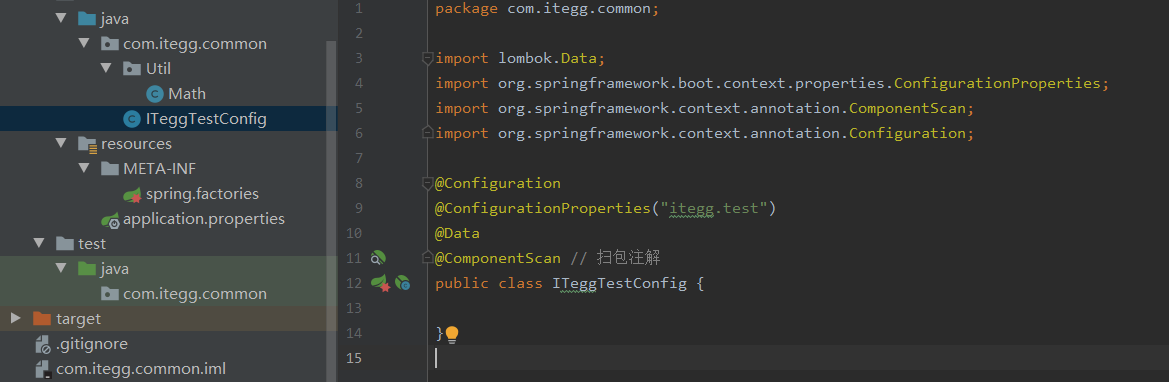 java
com.itegg.common
Util
Math
ITeggTestConfig
resources
META-INF
spring.factories
application.properties
test
java
com.itegg.common
target
.gitignore
com.itegg.common.iml
1 package com.itegg.common;
2
3 import lombok.Data;
4 import org.springframework.boot.context.properties.ConfigurationProperties;
5 import org.springframework.context.annotation.ComponentScan;
6 import org.springframework.context.annotation.Configuration;
7
8 @Configuration
9 @ConfigurationProperties("itegg.test")
10 @Data
11 @ComponentScan // 扫包注解
12 public class ITeggTestConfig {
13
14 }
15